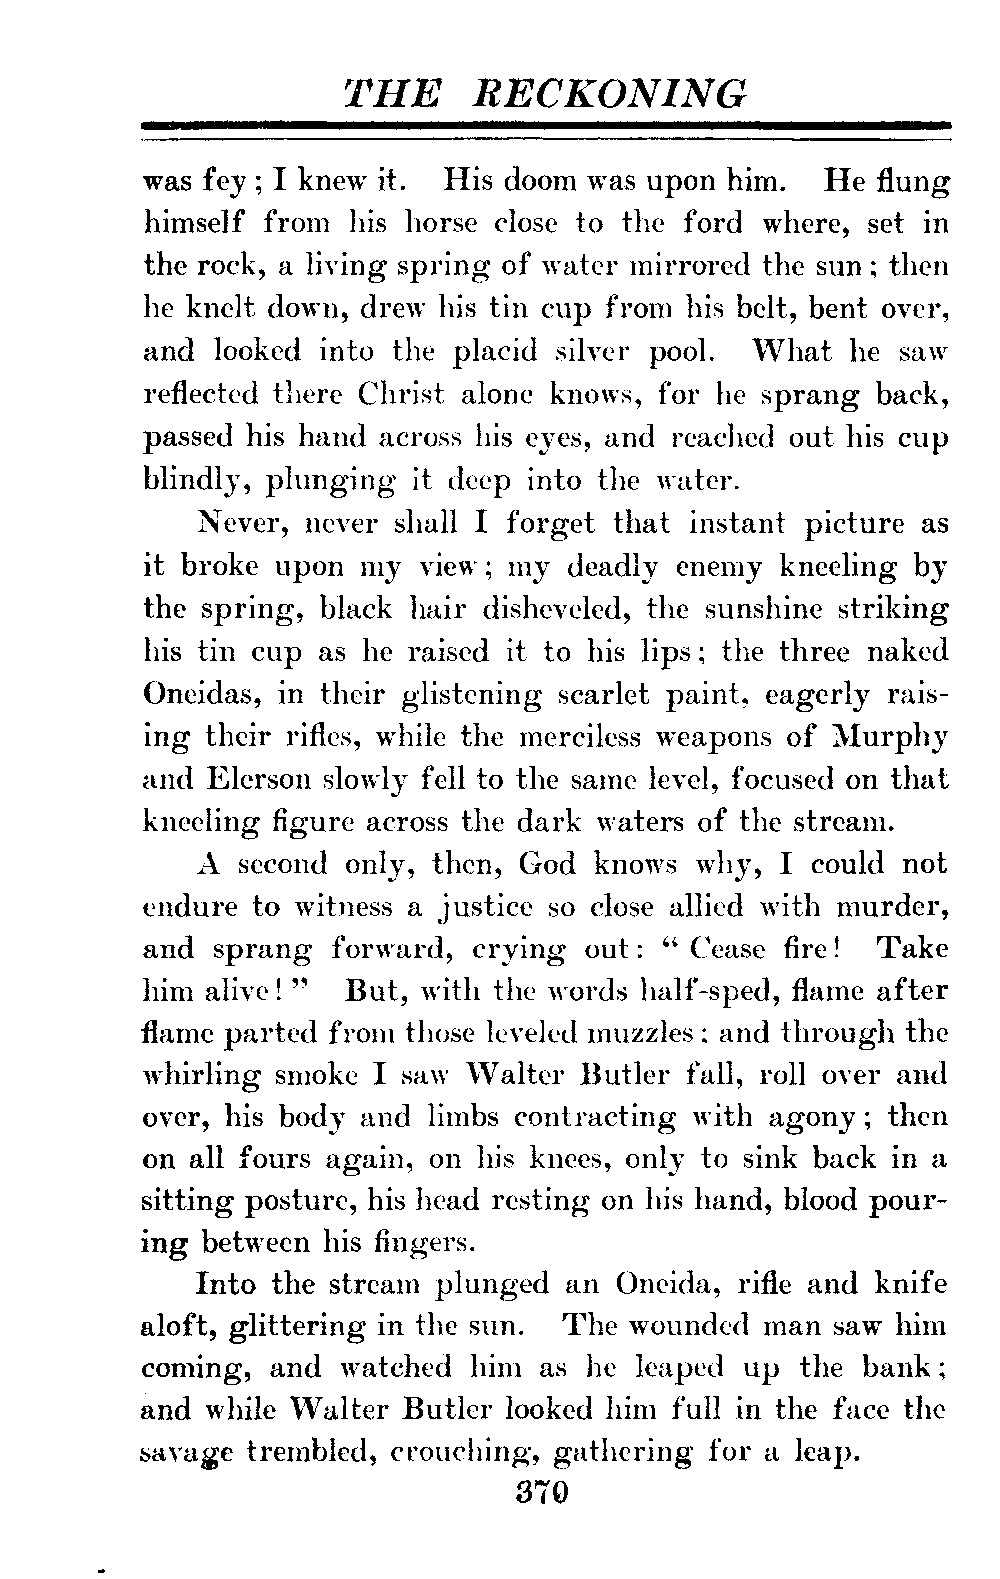 THE RECKONING
was fey; I knew it. His doom was upon him. He flung
himself from his horse close to the ford where, set in
the rock, a living spring of water mirrored the sun; then
he knelt down, drew his tin cup from his belt, bent over,
and looked into the placid silver pool. What he saw
reflected there Christ alone knows, for he sprang back,
passed his hand across his eyes, and reached out his cup
blindly, plunging it deep into the water.
Never, never shall I forget that instant picture as
it broke upon my view; my deadly enemy kneeling by
the spring, black hair disheveled, the sunshine striking
his tin cup as he raised it to his lips; the three naked
Oneidas, in their glistening scarlet paint, eagerly rais-
ing their rifles, while the merciless weapons of Murphy
and Elerson slowly fell to the same level, focused on that
kneeling figure across the dark waters of the stream.
A second only, then, God knows why, I could not
endure to witness a justice so close allied with murder,
and sprang forward, crying out: "Cease fire! Take
him alive!" But, with the words half-sped, flame after
flame parted from those leveled muzzles; and through the
whirling smoke I saw Walter Butler fall, roll over and
over, his body and limbs contracting with agony; then
on all fours again, on his knees, only to sink back in a
sitting posture, his head resting on his hand, blood pour-
ing between his fingers.
Into the stream plunged an Oneida, rifle and knife
aloft, glittering in the sun. The wounded man saw him
coming, and watched him as he leaped up the bank;
and while Walter Butler looked him full in the face the
savage trembled, crouching, gathering for a leap.
370